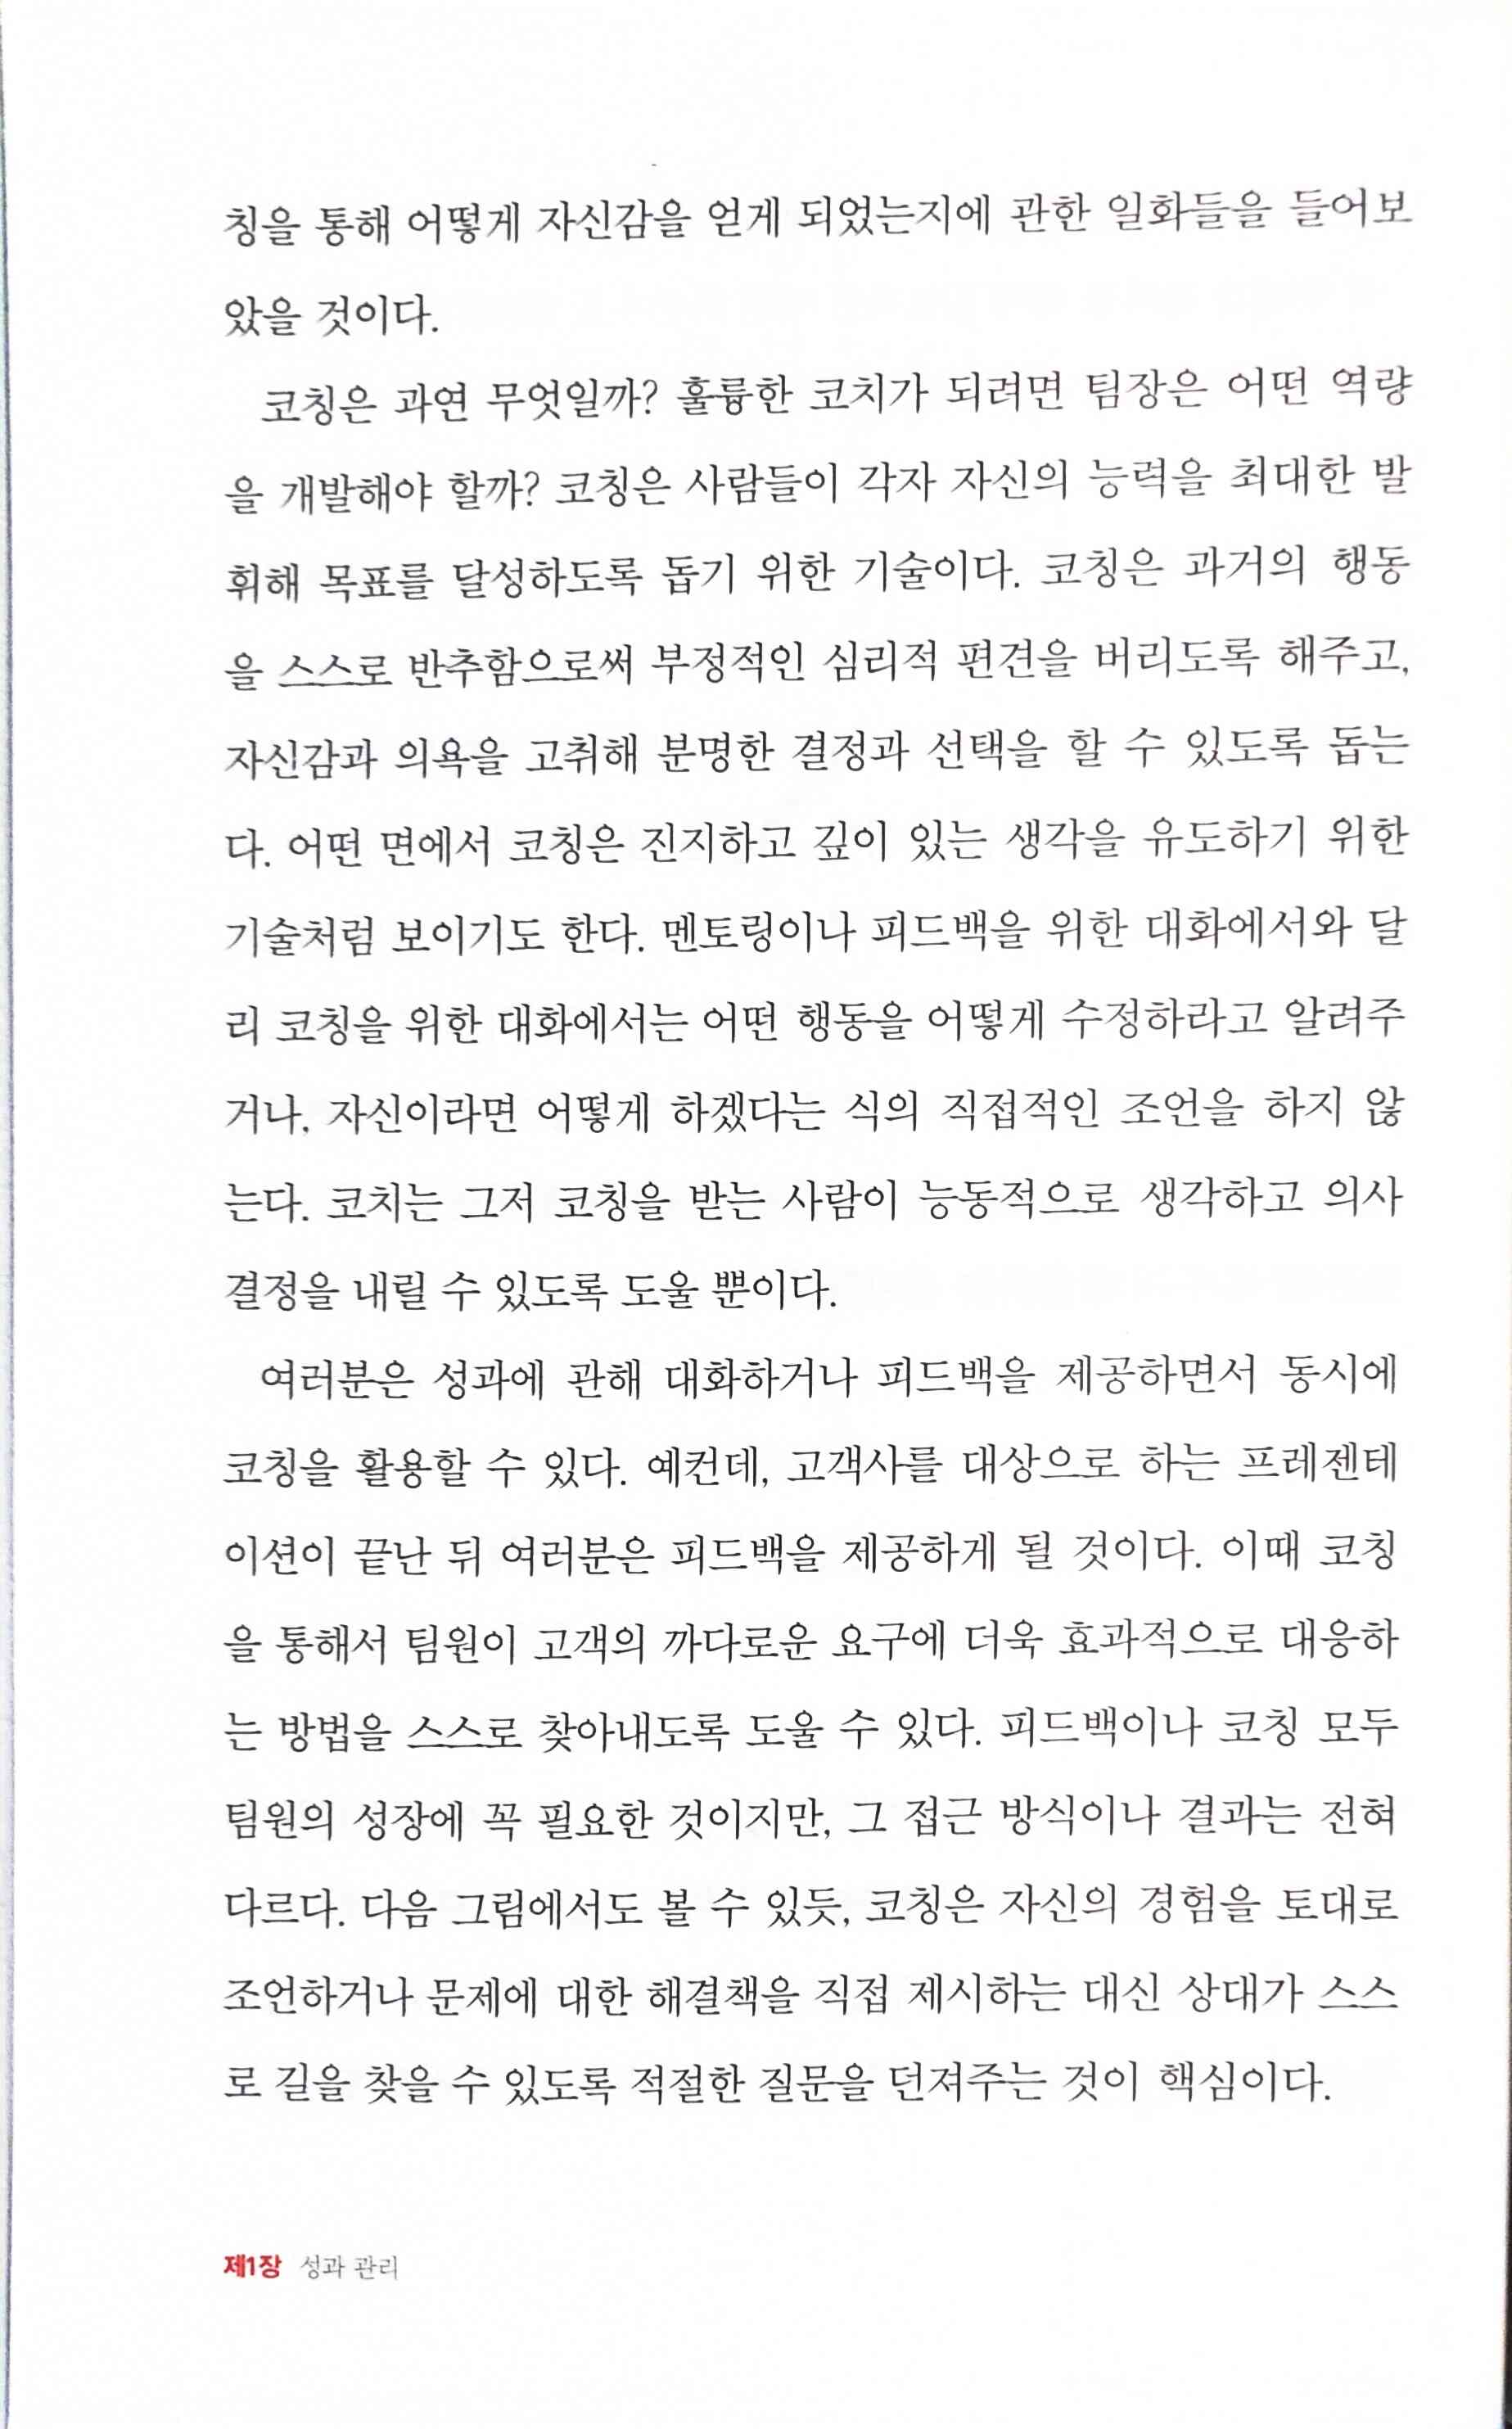 칭을 통해 어떻게 자신감을 얻게 되었는지에 관한 일화들을 들어보
았을 것이다.
코칭은 과연 무엇일까? 훌륭한 코치가 되려면 팀장은 어떤 역량
을 개발해야 할까? 코칭은 사람들이 각자 자신의 능력을 최대한 발
휘해 목표를 달성하도록 돕기 위한 기술이다. 코칭은 과거의 행동
을 스스로 반추함으로써 부정적인 심리적 편견을 버리도록 해주고,
자신감과 의욕을 고취해 분명한 결정과 선택을 할 수 있도록 돕는
다. 어떤 면에서 코칭은 진지하고 깊이 있는 생각을 유도하기 위한
기술처럼 보이기도 한다. 멘토링이나 피드백을 위한 대화에서와 달
리 코칭을 위한 대화에서는 어떤 행동을 어떻게 수정하라고 알려주
거나, 자신이라면 어떻게 하겠다는 식의 직접적인 조언을 하지 않
는다. 코치는 그저 코칭을 받는 사람이 능동적으로 생각하고 의사
결정을 내릴 수 있도록 도울 뿐이다.
여러분은 성과에 관해 대화하거나 피드백을 제공하면서 동시에
코칭을 활용할 수 있다. 예컨데, 고객사를 대상으로 하는 프레젠테
이션이 끝난 뒤 여러분은 피드백을 제공하게 될 것이다. 이때 코칭
을 통해서 팀원이 고객의 까다로운 요구에 더욱 효과적으로 대응하
는 방법을 스스로 찾아내도록 도울 수 있다. 피드백이나 코칭 모두
팀원의 성장에 꼭 필요한 것이지만, 그 접근 방식이나 결과는 전혀
다르다. 다음 그림에서도 볼 수 있듯, 코칭은 자신의 경험을 토대로
조언하거나 문제에 대한 해결책을 직접 제시하는 대신 상대가 스스
로 길을 찾을 수 있도록 적절한 질문을 던져주는 것이 핵심이다.
제1장 성과 관리